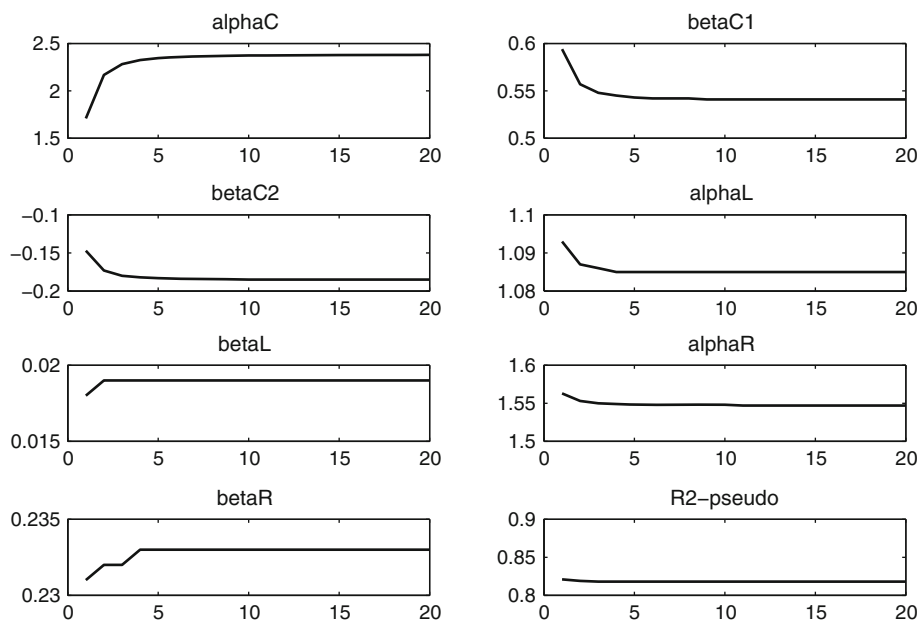 alphaC
2.5
2
1.5
0 5 10 15 20
betaC1
0.6
0.55
0.5
0 5 10 15 20
betaC2
−0.1
−0.15
−0.2
0 5 10 15 20
alphaL
1.1
1.09
1.08
0 5 10 15 20
betaL
0.02
0.015
0 5 10 15 20
alphaR
1.6
1.55
1.5
0 5 10 15 20
betaR
0.235
0.23
0 5 10 15 20
R2−pseudo
0.9
0.85
0.8
0 5 10 15 20